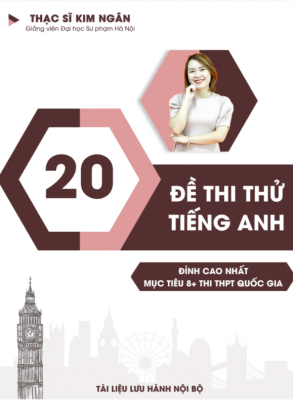 THẠC SĨ KIM NGÂN
Giảng viên Đại học Sư phạm Hà Nội
20
ĐỀ THI THỬ
TIẾNG ANH
ĐỈNH CAO NHẤT
MỤC TIÊU 8+ THI THPT QUỐC GIA
TÀI LIỆU LƯU HÀNH NỘI BỘ